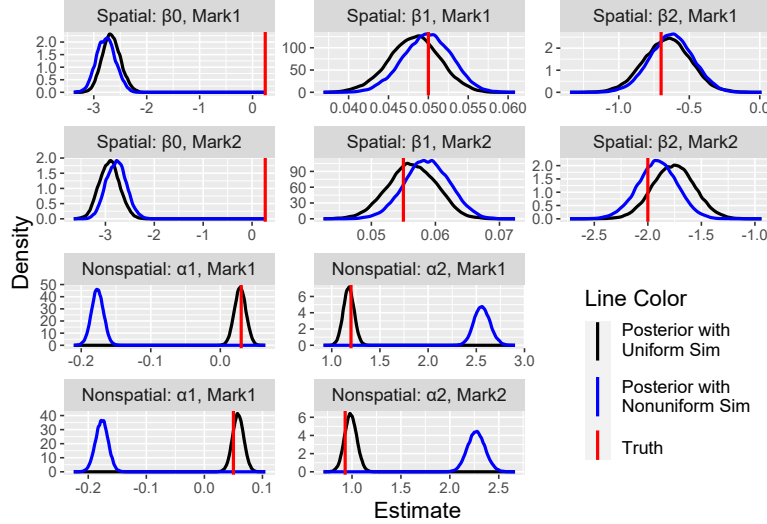 Spatial: β0, Mark1
Spatial: β1, Mark1
Spatial: β2, Mark1
2.0
1.5
1.0
0.5
0.0
-3 -2 -1 0
100
50
0
0.040 0.045 0.050 0.055 0.060
2.0
1.0
0.0
-1.0 -0.5 0.0
Spatial: β0, Mark2
Spatial: β1, Mark2
Spatial: β2, Mark2
2.0
1.5
1.0
0.5
0.0
-3 -2 -1 0
90
60
30
0
0.05 0.06 0.07
2.0
1.5
1.0
0.5
0.0
-2.5 -2.0 -1.5 -1.0
Density
Nonspatial: α1, Mark1
Nonspatial: α2, Mark1
50
40
30
20
10
0
-0.2 -0.1 0.0
6
4
2
0
1.0 1.5 2.0 2.5 3.0
Nonspatial: α1, Mark1
Nonspatial: α2, Mark2
40
30
20
10
0
-0.2 -0.1 0.0 0.1
6
4
2
0
1.0 1.5 2.0 2.5
Estimate
Line Color
Posterior with
Uniform Sim
Posterior with
Nonuniform Sim
Truth